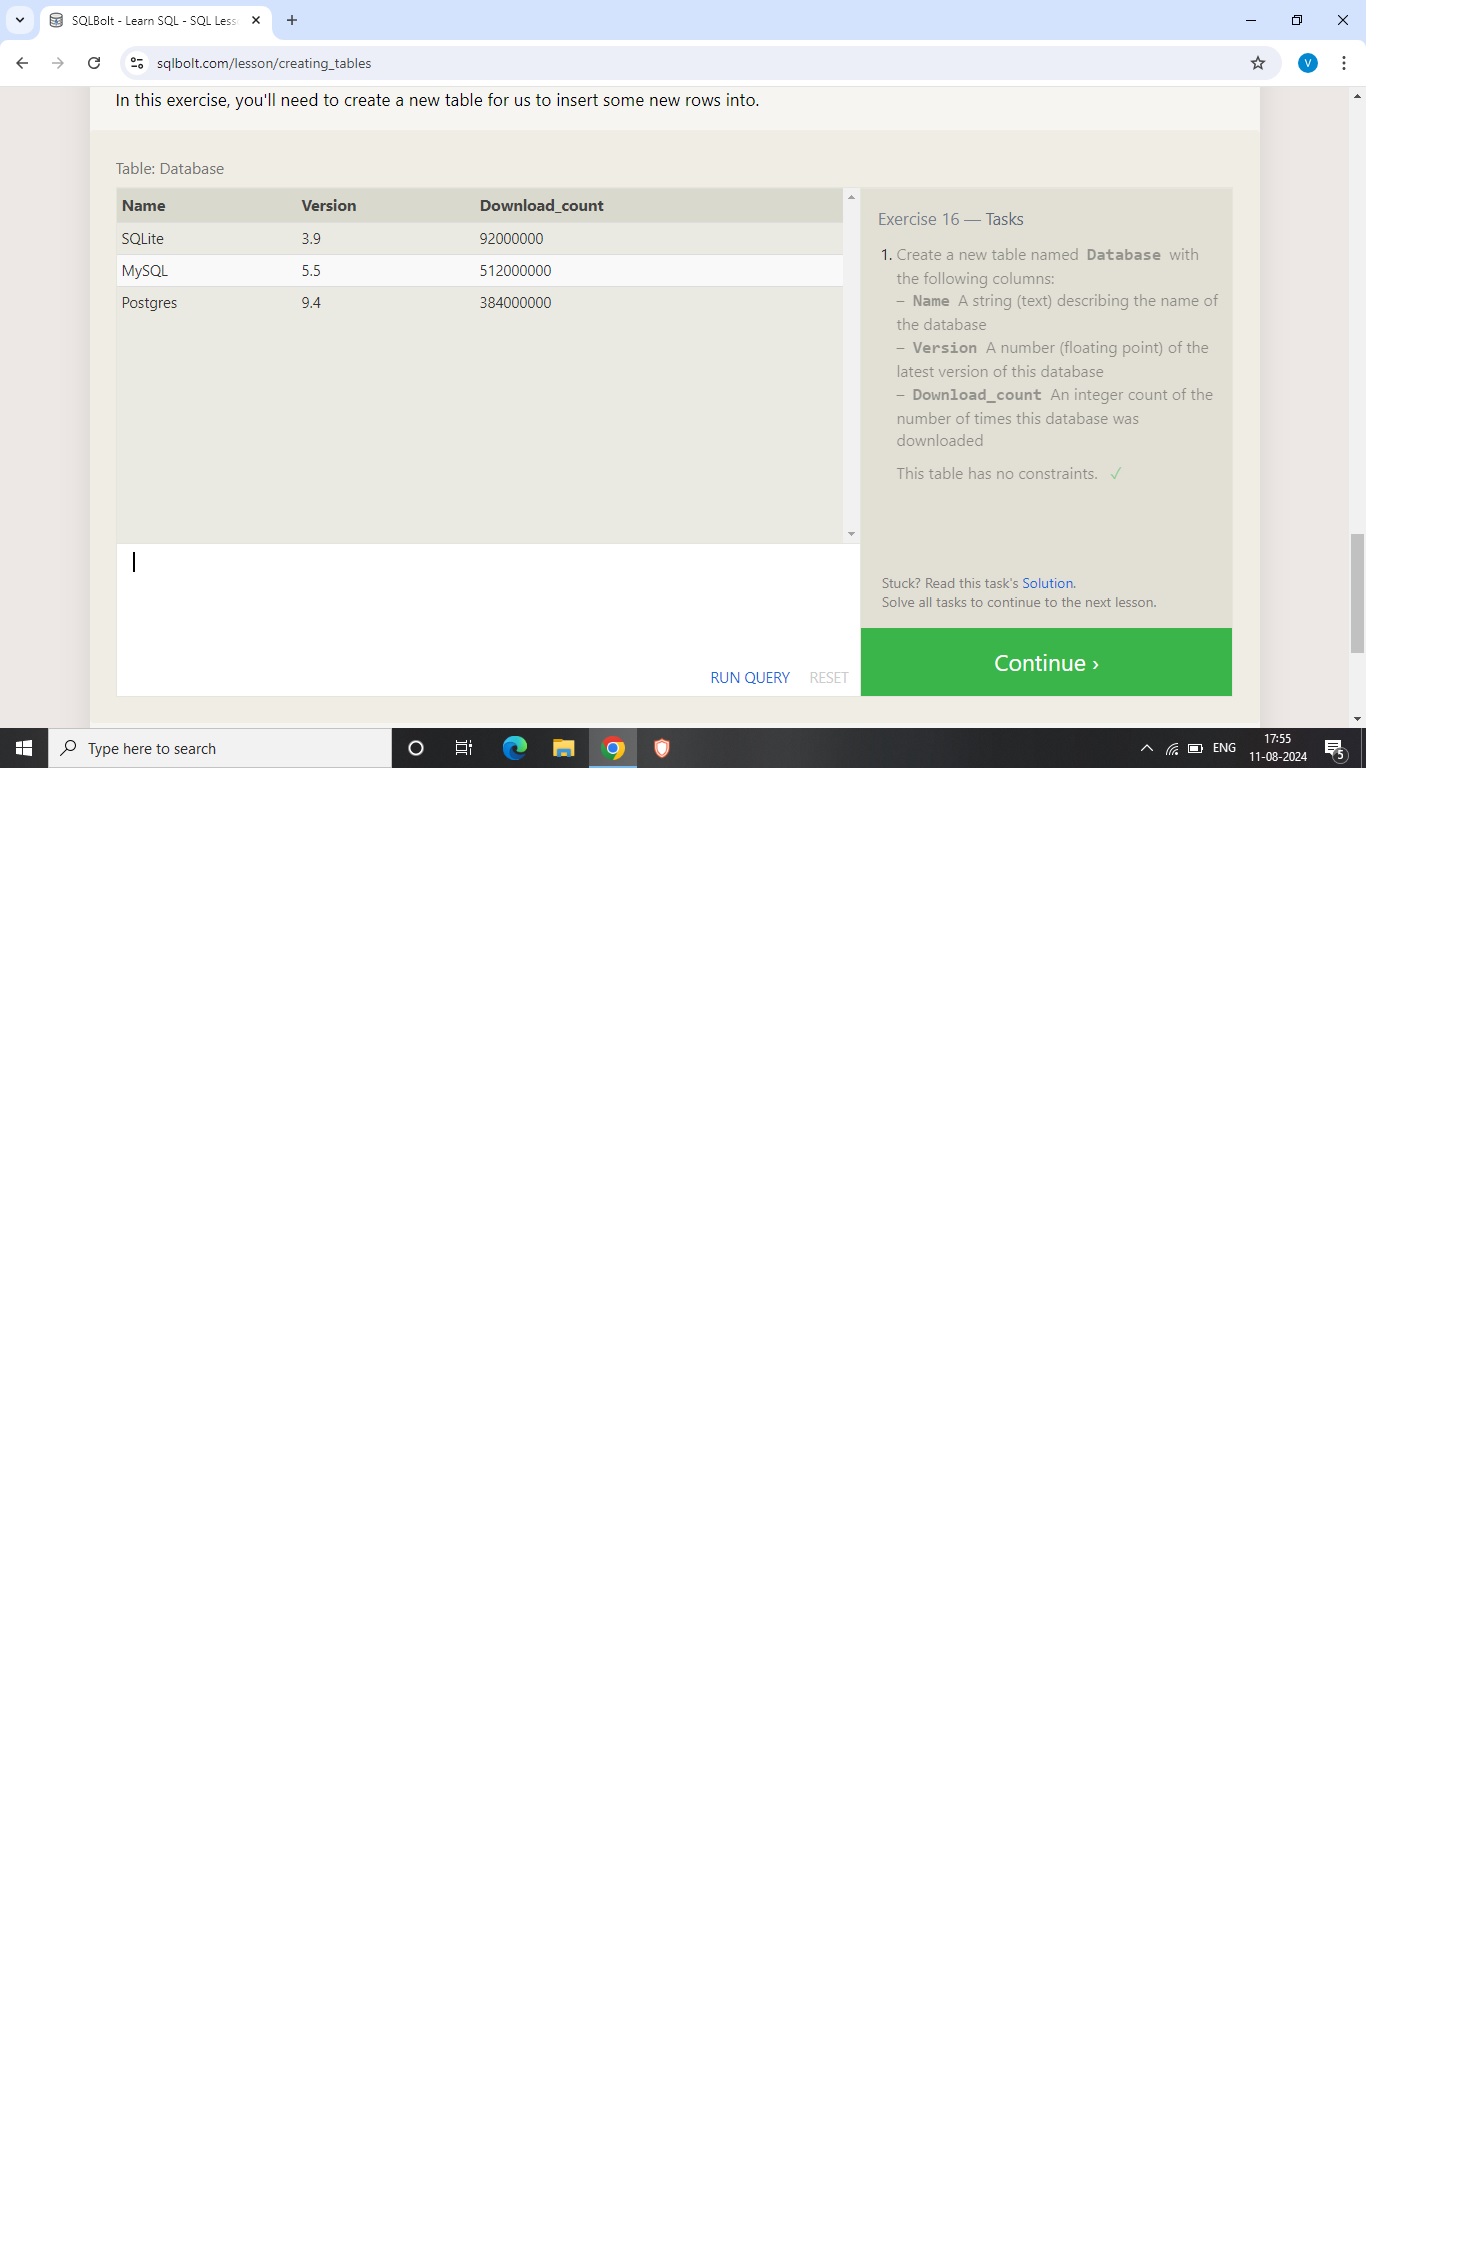 SQLBolt - Learn SQL - SQL Less
sqlbolt.com/lesson/creating_tables
V
In this exercise, you'll need to create a new table for us to insert some new rows into.
Table: Database
Name Version Download_count
SQLite 3.9 92000000
MySQL 5.5 512000000
Postgres 9.4 384000000
RUN QUERY RESET
Exercise 16 — Tasks
1. Create a new table named Database with
the following columns:
– Name A string (text) describing the name of
the database
– Version A number (floating point) of the
latest version of this database
– Download_count An integer count of the
number of times this database was
downloaded
This table has no constraints. ✓
Stuck? Read this task's Solution.
Solve all tasks to continue to the next lesson.
Continue ›
Type here to search
ENG
17:55
11-08-2024
5